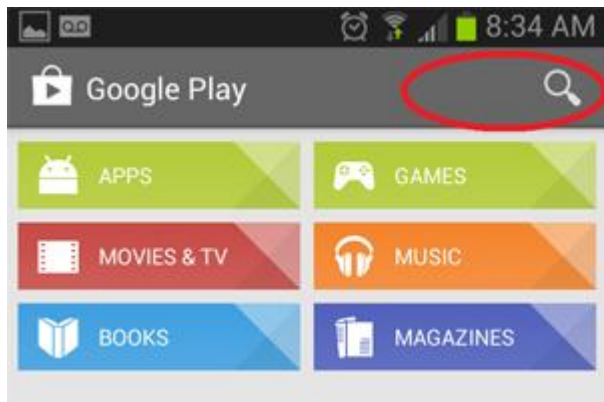 8:34 AM
Google Play
APPS
GAMES
MOVIES & TV
MUSIC
BOOKS
MAGAZINES